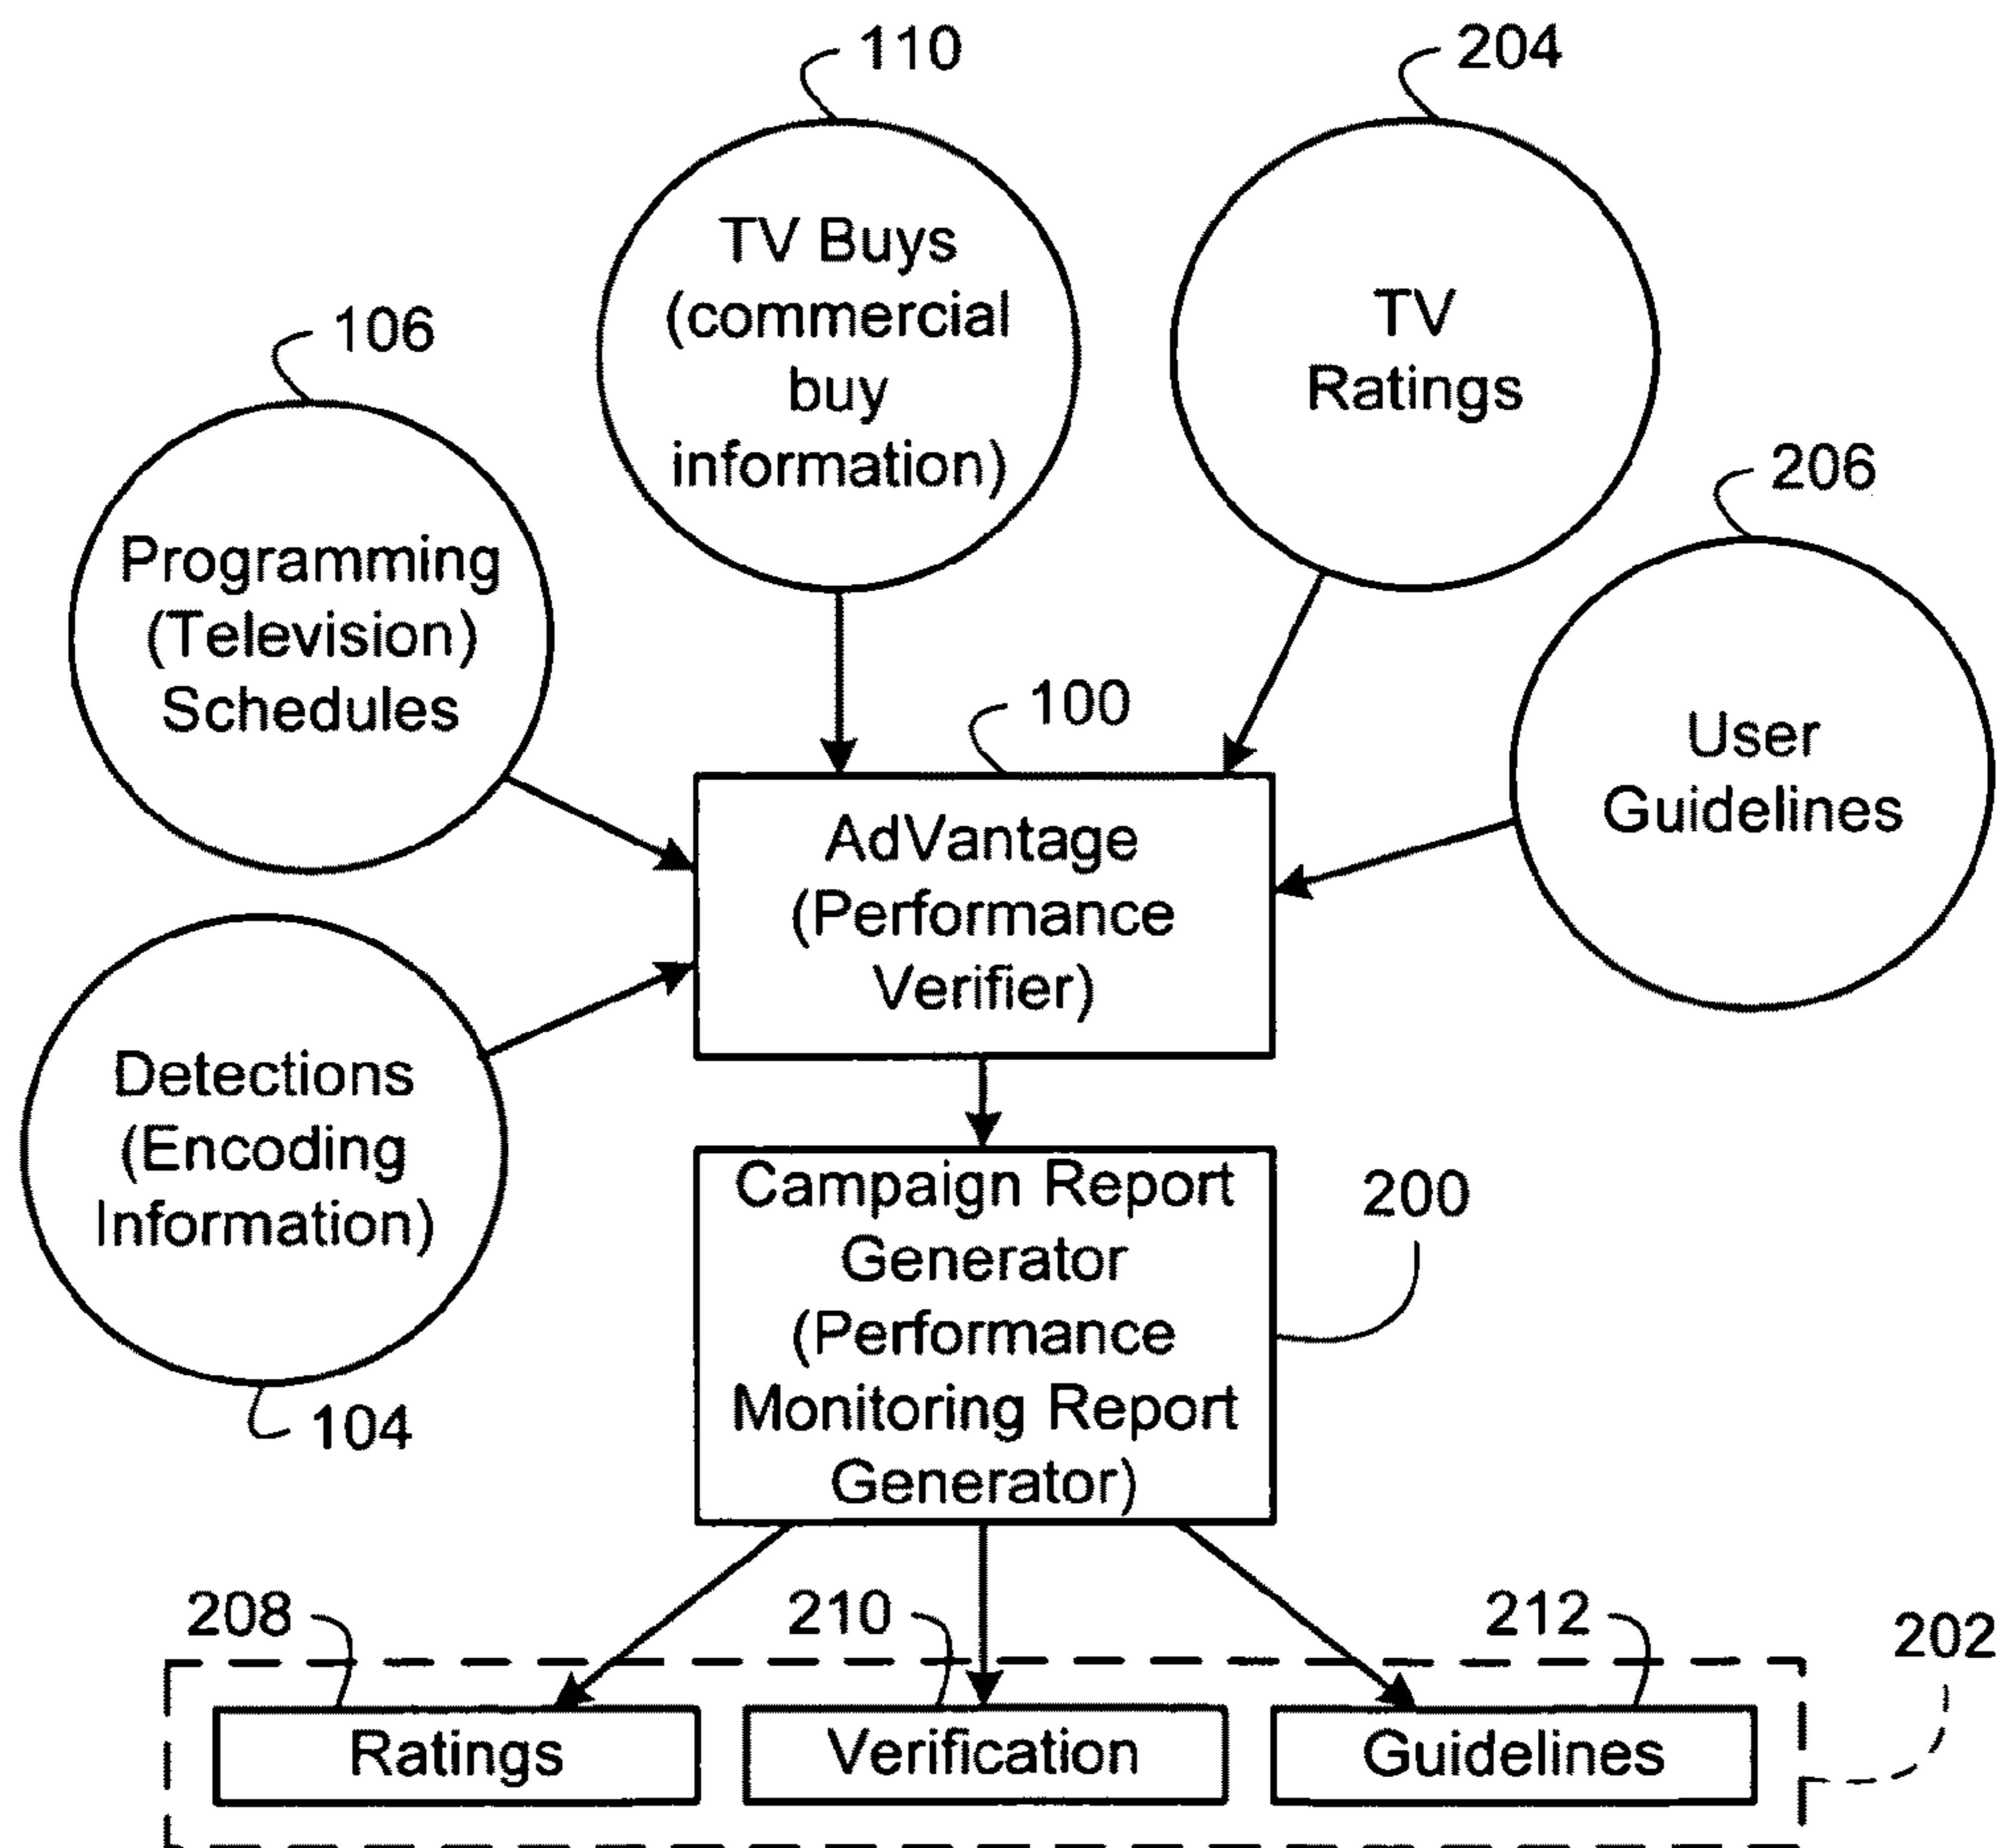 110
204
TV Buys
(commercial
buy
information)
TV
Ratings
106
206
Programming
(Television)
Schedules
100
User
Guidelines
AdVantage
(Performance
Verifier)
Detections
(Encoding
Information)
104
Campaign Report
Generator
(Performance
Monitoring Report
Generator)
200
208
210
212
202
Ratings
Verification
Guidelines